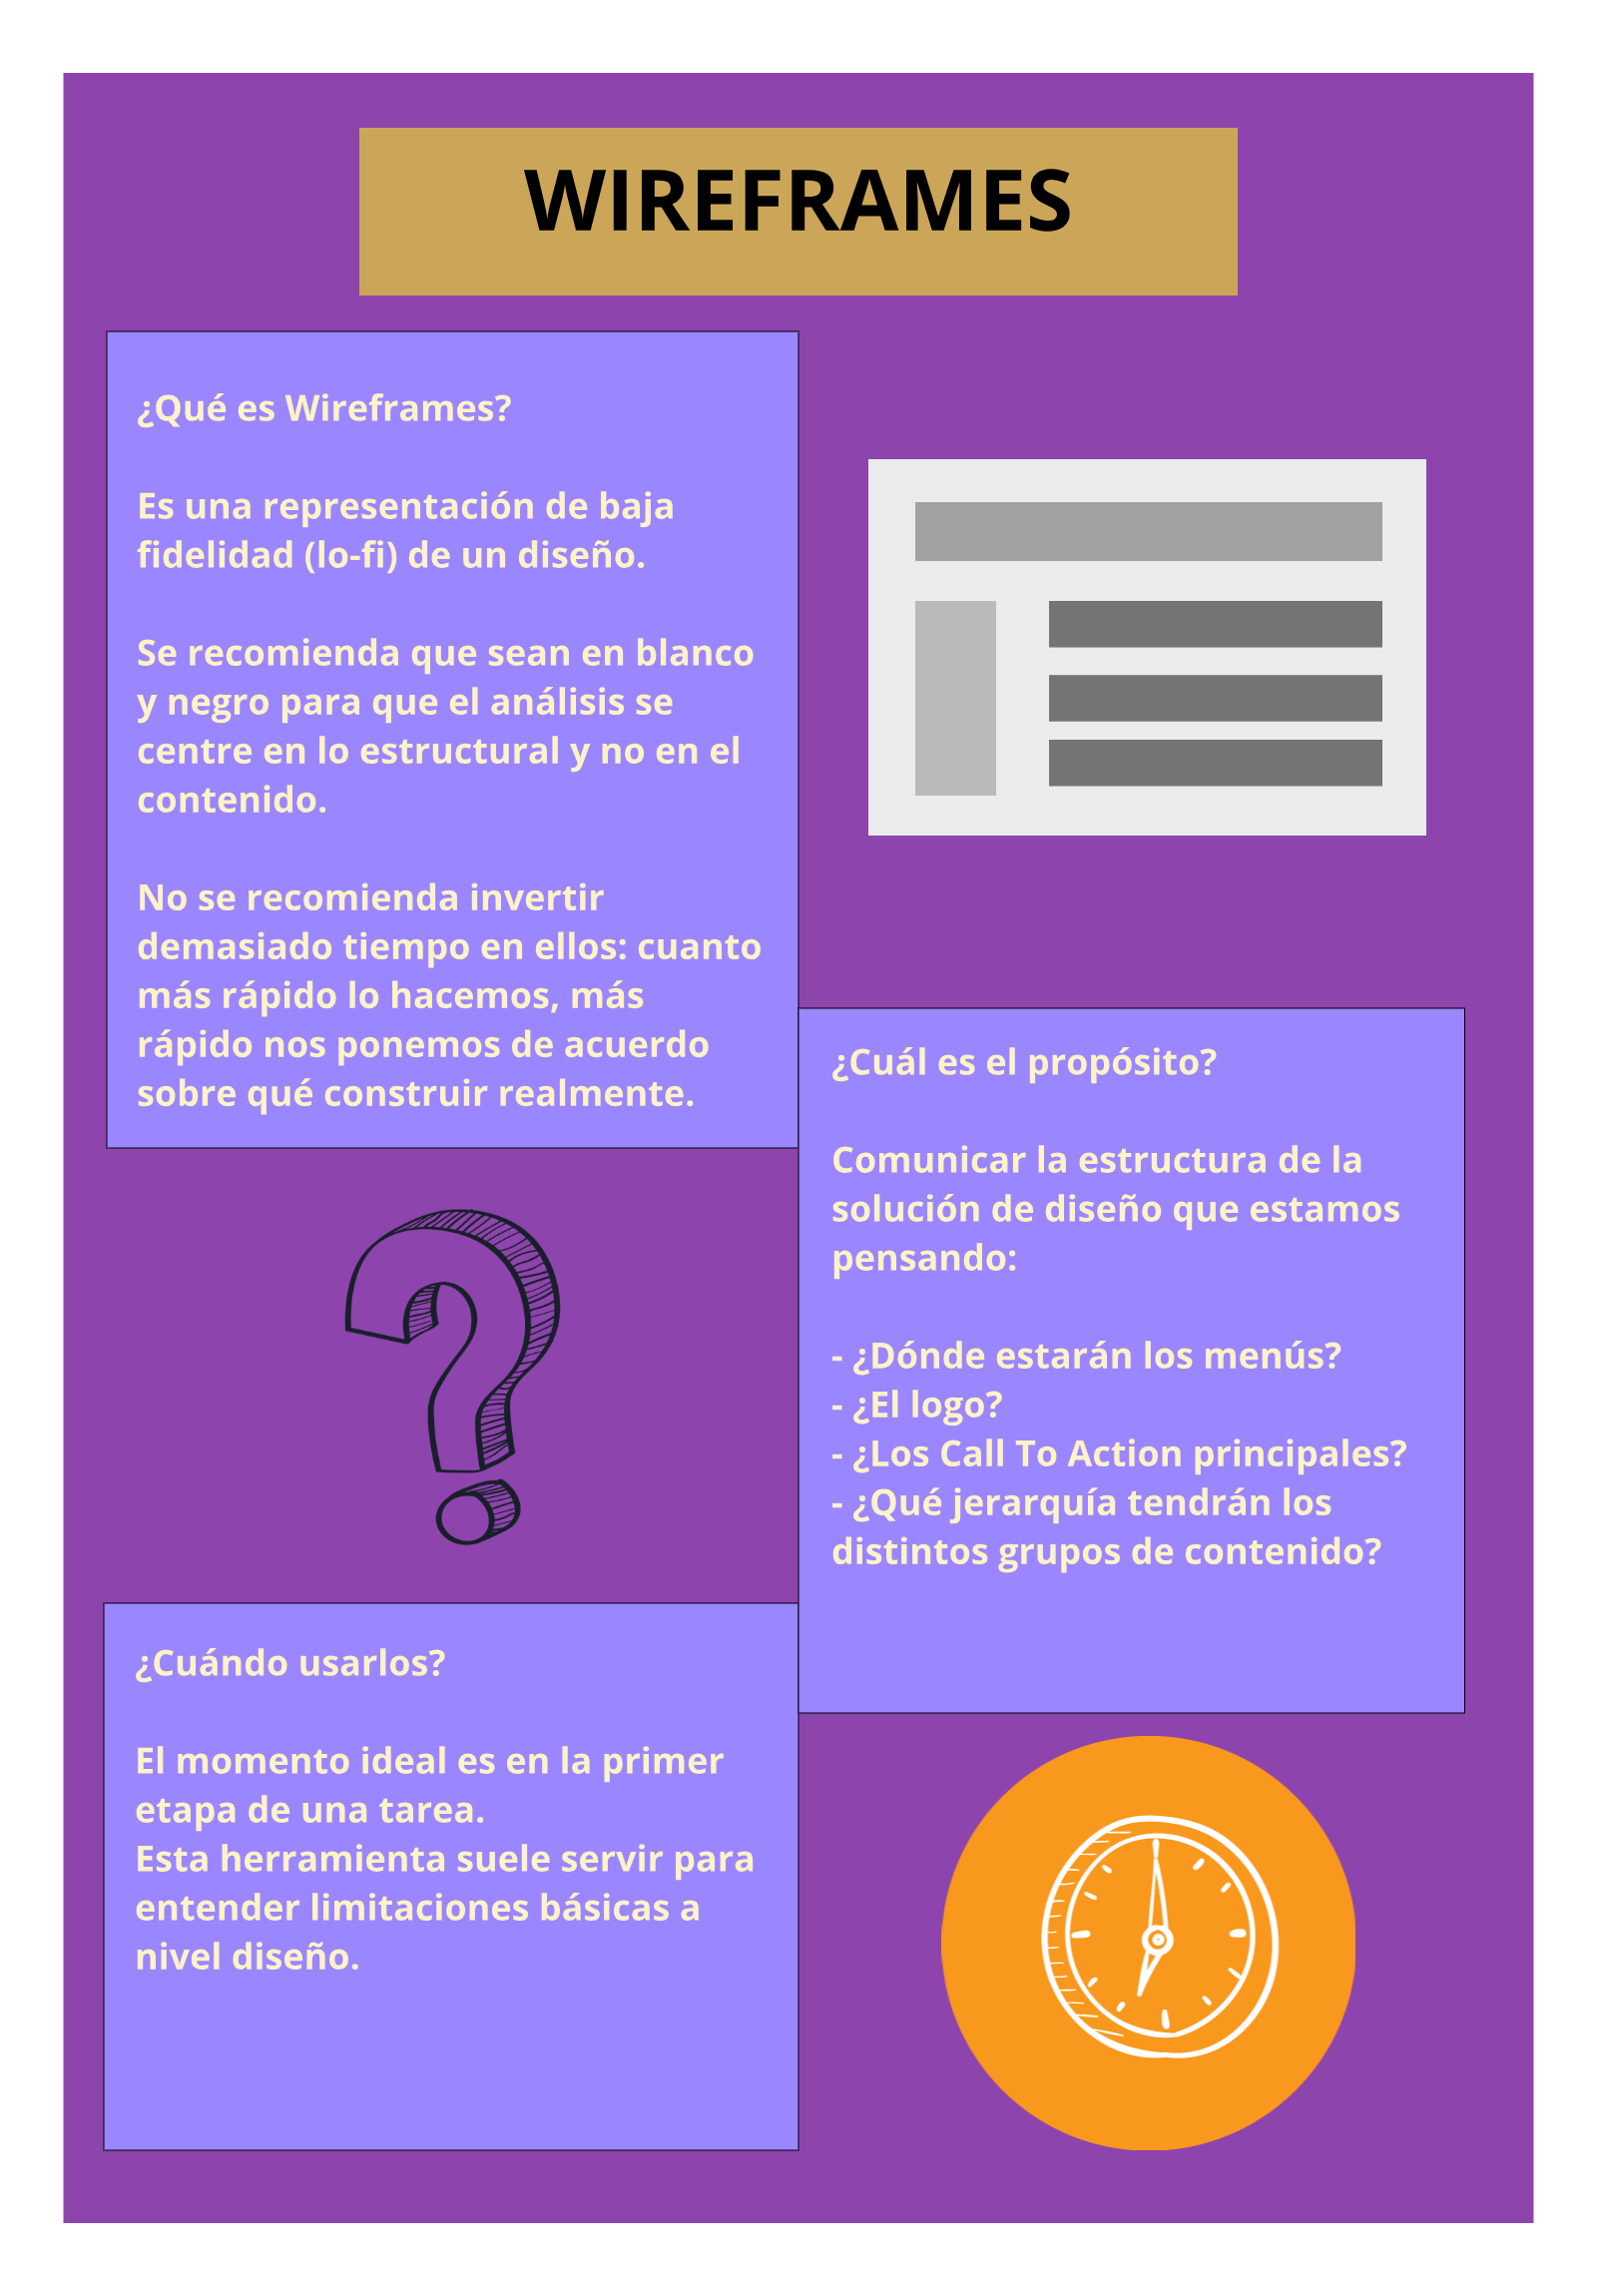 WIREFRAMES
¿Qué es Wireframes?
Es una representación de baja
fidelidad (lo-fi) de un diseño.
Se recomienda que sean en blanco
y negro para que el análisis se
centre en lo estructural y no en el
contenido.
No se recomienda invertir
demasiado tiempo en ellos: cuanto
más rápido lo hacemos, más
rápido nos ponemos de acuerdo
sobre qué construir realmente.
¿Cuál es el propósito?
Comunicar la estructura de la
solución de diseño que estamos
pensando:
- ¿Dónde estarán los menús?
- ¿El logo?
- ¿Los Call To Action principales?
- ¿Qué jerarquía tendrán los
distintos grupos de contenido?
¿Cuándo usarlos?
El momento ideal es en la primer
etapa de una tarea.
Esta herramienta suele servir para
entender limitaciones básicas a
nivel diseño.